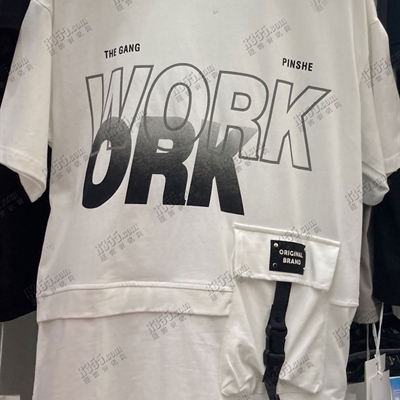 THE GANG
PINSHE
WORK
ORK
ORIGINAL
BRAND